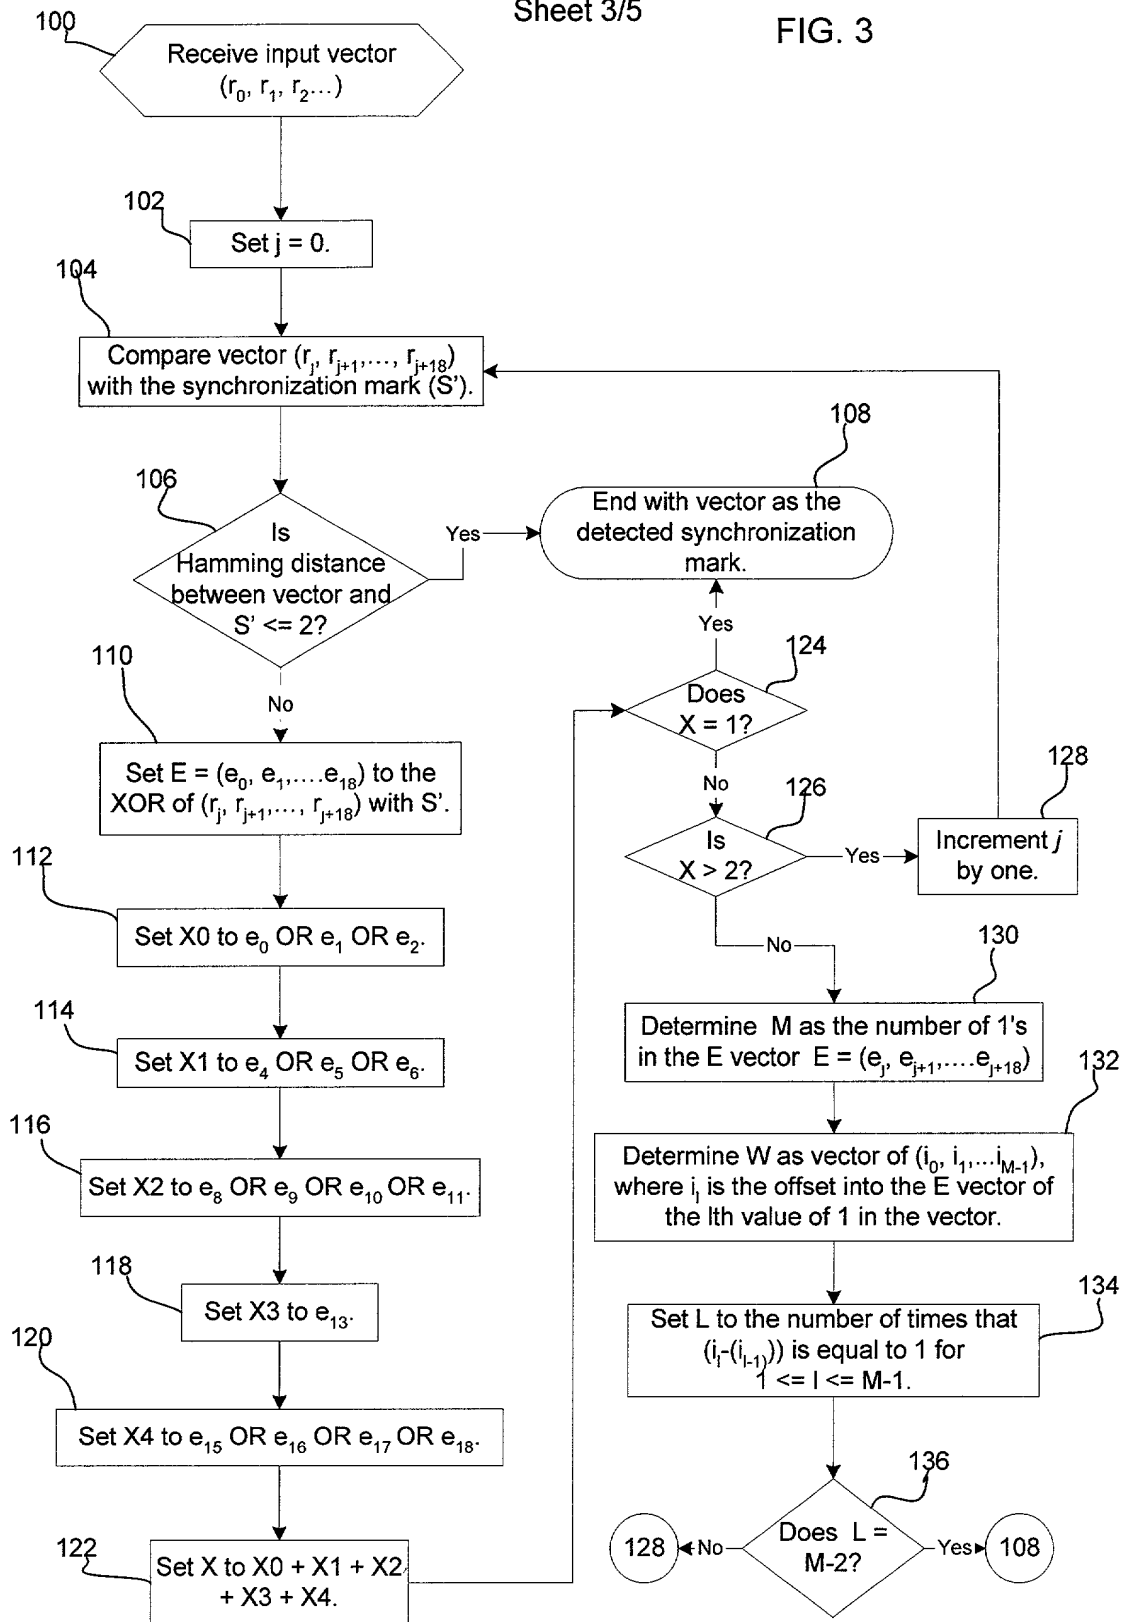 Sheet 3/5
FIG. 3
100
Receive input vector
(r0, r1, r2...)
102
Set j = 0.
104
Compare vector (rj, rj+1,..., rj+18)
with the synchronization mark (S').
106
Is
Hamming distance
between vector and
S' <= 2?
Yes
No
108
End with vector as the
detected synchronization
mark.
Yes
110
Set E = (e0, e1,....e18) to the
XOR of (rj, rj+1,..., rj+18) with S'.
112
Set X0 to e0 OR e1 OR e2.
114
Set X1 to e4 OR e5 OR e6.
116
Set X2 to e8 OR e9 OR e10 OR e11.
118
Set X3 to e13.
120
Set X4 to e15 OR e16 OR e17 OR e18.
122
Set X to X0 + X1 + X2
+ X3 + X4.
124
Does
X = 1?
No
126
Is
X > 2?
Yes
128
Increment j
by one.
No
130
Determine M as the number of 1's
in the E vector E = (ej, ej+1,....ej+18)
132
Determine W as vector of (i0, i1,...iM-1),
where il is the offset into the E vector of
the lth value of 1 in the vector.
134
Set L to the number of times that
(il-(il-1)) is equal to 1 for
1 <= l <= M-1.
136
Does L =
M-2?
No
128
Yes
108